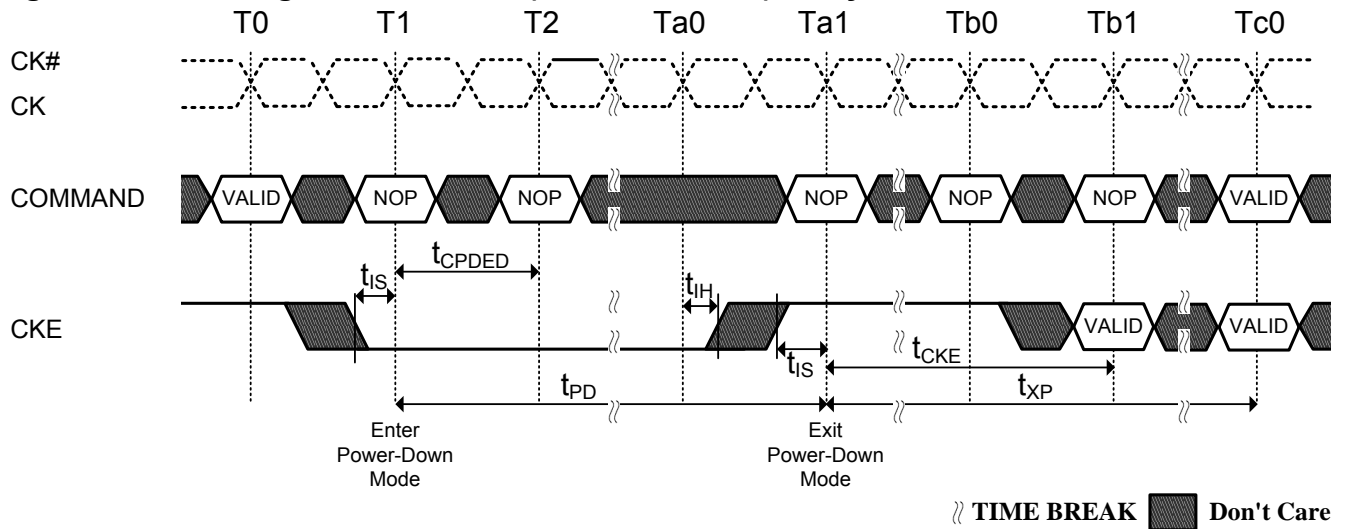 T0 T1 T2 Ta0 Ta1 Tb0 Tb1 Tc0
CK#
CK
COMMAND VALID NOP NOP NOP NOP NOP VALID
tIS tCPDED tIH
CKE VALID VALID
tIS tCKE
tPD tXP
Enter Power-Down Mode
Exit Power-Down Mode
TIME BREAK Don't Care